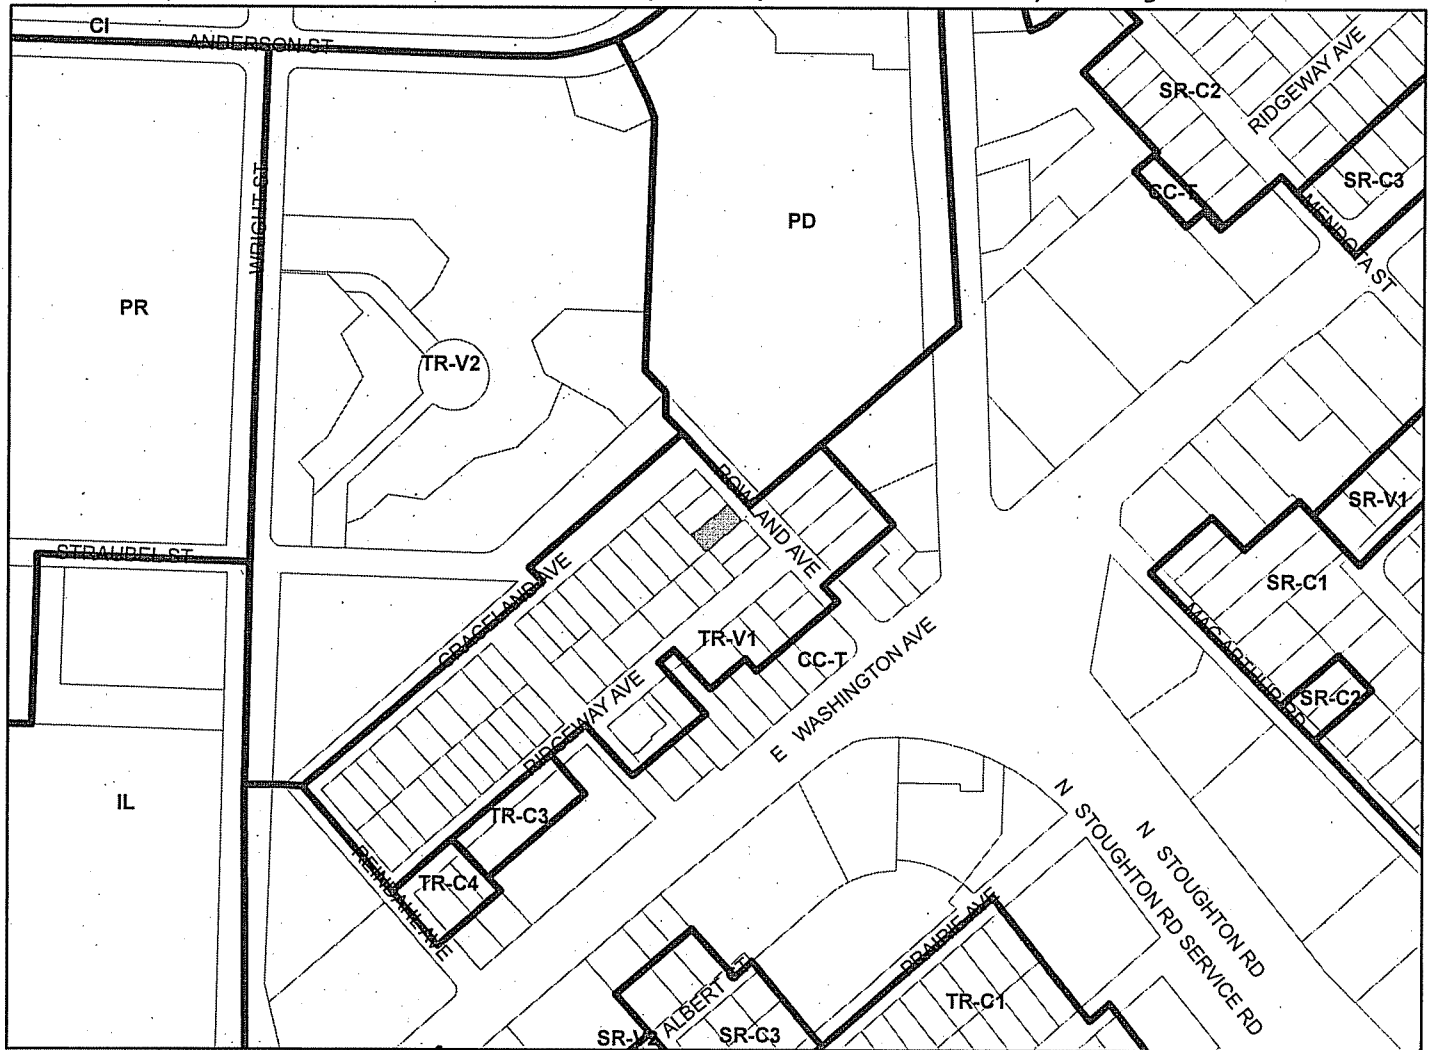 CI
ANDERSON ST
RIDGEWAY AVE
SR-C2
SR-C3
CC-T
MENDOTA ST
WRIGHT ST
PD
PR
TR-V2
ROWLAND AVE
SR-V1
STRAUBEL ST
SR-C1
GRACELAND AVE
MAC ARTHUR RD
TR-V1
CC-T
E WASHINGTON AVE
SR-C2
RIDGEWAY AVE
IL
TR-C3
N STOUGHTON RD
N STOUGHTON RD SERVICE RD
REINDAHL AVE
TR-C4
PRAIRIE AVE
ALBERT CT
TR-C1
SR-V2
SR-C3